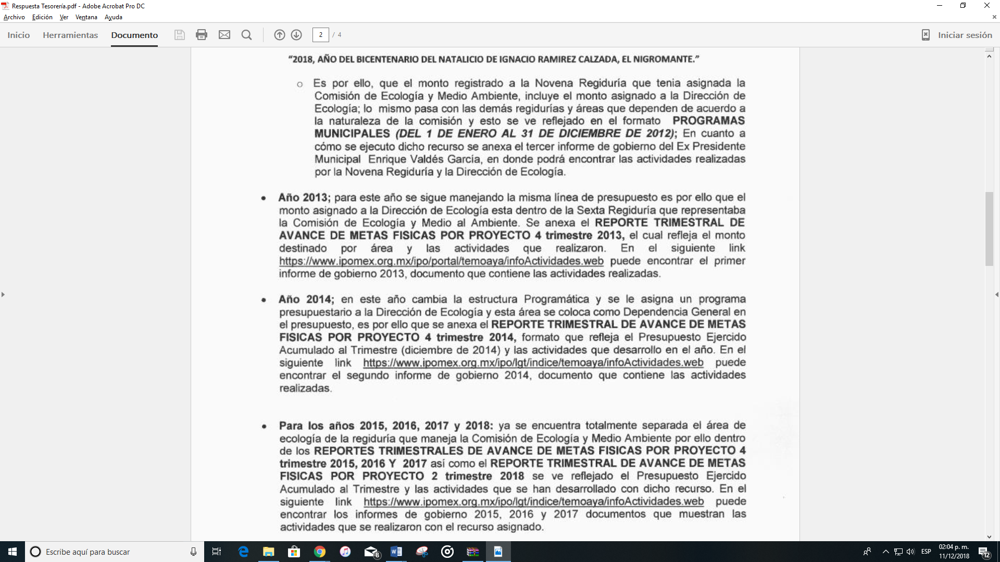 Respuesta Tesorería.pdf - Adobe Acrobat Pro DC
Archivo Edición Ver Ventana Ayuda
Inicio Herramientas Documento 2 / 4 Iniciar sesión
“2018, AÑO DEL BICENTENARIO DEL NATALICIO DE IGNACIO RAMIREZ CALZADA, EL NIGROMANTE.”
o Es por ello, que el monto registrado a la Novena Regiduría que tenia asignada la
Comisión de Ecología y Medio Ambiente, incluye el monto asignado a la Dirección de
Ecología; lo mismo pasa con las demás regidurías y áreas que dependen de acuerdo a
la naturaleza de la comisión y esto se ve reflejado en el formato PROGRAMAS
MUNICIPALES (DEL 1 DE ENERO AL 31 DE DICIEMBRE DE 2012); En cuanto a
cómo se ejecuto dicho recurso se anexa el tercer informe de gobierno del Ex Presidente
Municipal Enrique Valdés García, en donde podrá encontrar las actividades realizadas
por la Novena Regiduría y la Dirección de Ecología.
• Año 2013; para este año se sigue manejando la misma línea de presupuesto es por ello que el
monto asignado a la Dirección de Ecología esta dentro de la Sexta Regiduría que representaba
la Comisión de Ecología y Medio al Ambiente. Se anexa el REPORTE TRIMESTRAL DE
AVANCE DE METAS FISICAS POR PROYECTO 4 trimestre 2013, el cual refleja el monto
destinado por área y las actividades que realizaron. En el siguiente link
https://www.ipomex.org.mx/ipo/portal/temoaya/infoActividades.web puede encontrar el primer
informe de gobierno 2013, documento que contiene las actividades realizadas.
• Año 2014; en este año cambia la estructura Programática y se le asigna un programa
presupuestario a la Dirección de Ecología y esta área se coloca como Dependencia General en
el presupuesto, es por ello que se anexa el REPORTE TRIMESTRAL DE AVANCE DE METAS
FISICAS POR PROYECTO 4 trimestre 2014, formato que refleja el Presupuesto Ejercido
Acumulado al Trimestre (diciembre de 2014) y las actividades que desarrollo en el año. En el
siguiente link https://www.ipomex.org.mx/ipo/lgt/indice/temoaya/infoActividades.web puede
encontrar el segundo informe de gobierno 2014, documento que contiene las actividades
realizadas.
• Para los años 2015, 2016, 2017 y 2018: ya se encuentra totalmente separada el área de
ecología de la regiduría que maneja la Comisión de Ecología y Medio Ambiente por ello dentro
de los REPORTES TRIMESTRALES DE AVANCE DE METAS FISICAS POR PROYECTO 4
trimestre 2015, 2016 Y 2017 así como el REPORTE TRIMESTRAL DE AVANCE DE METAS
FISICAS POR PROYECTO 2 trimestre 2018 se ve reflejado el Presupuesto Ejercido
Acumulado al Trimestre y las actividades que se han desarrollado con dicho recurso. En el
siguiente link https://www.ipomex.org.mx/ipo/lgt/indice/temoaya/infoActividades.web puede
encontrar los informes de gobierno 2015, 2016 y 2017 documentos que muestran las
actividades que se realizaron con el recurso asignado.
Escribe aquí para buscar 8 ESP 02:04 p. m. 12
11/12/2018